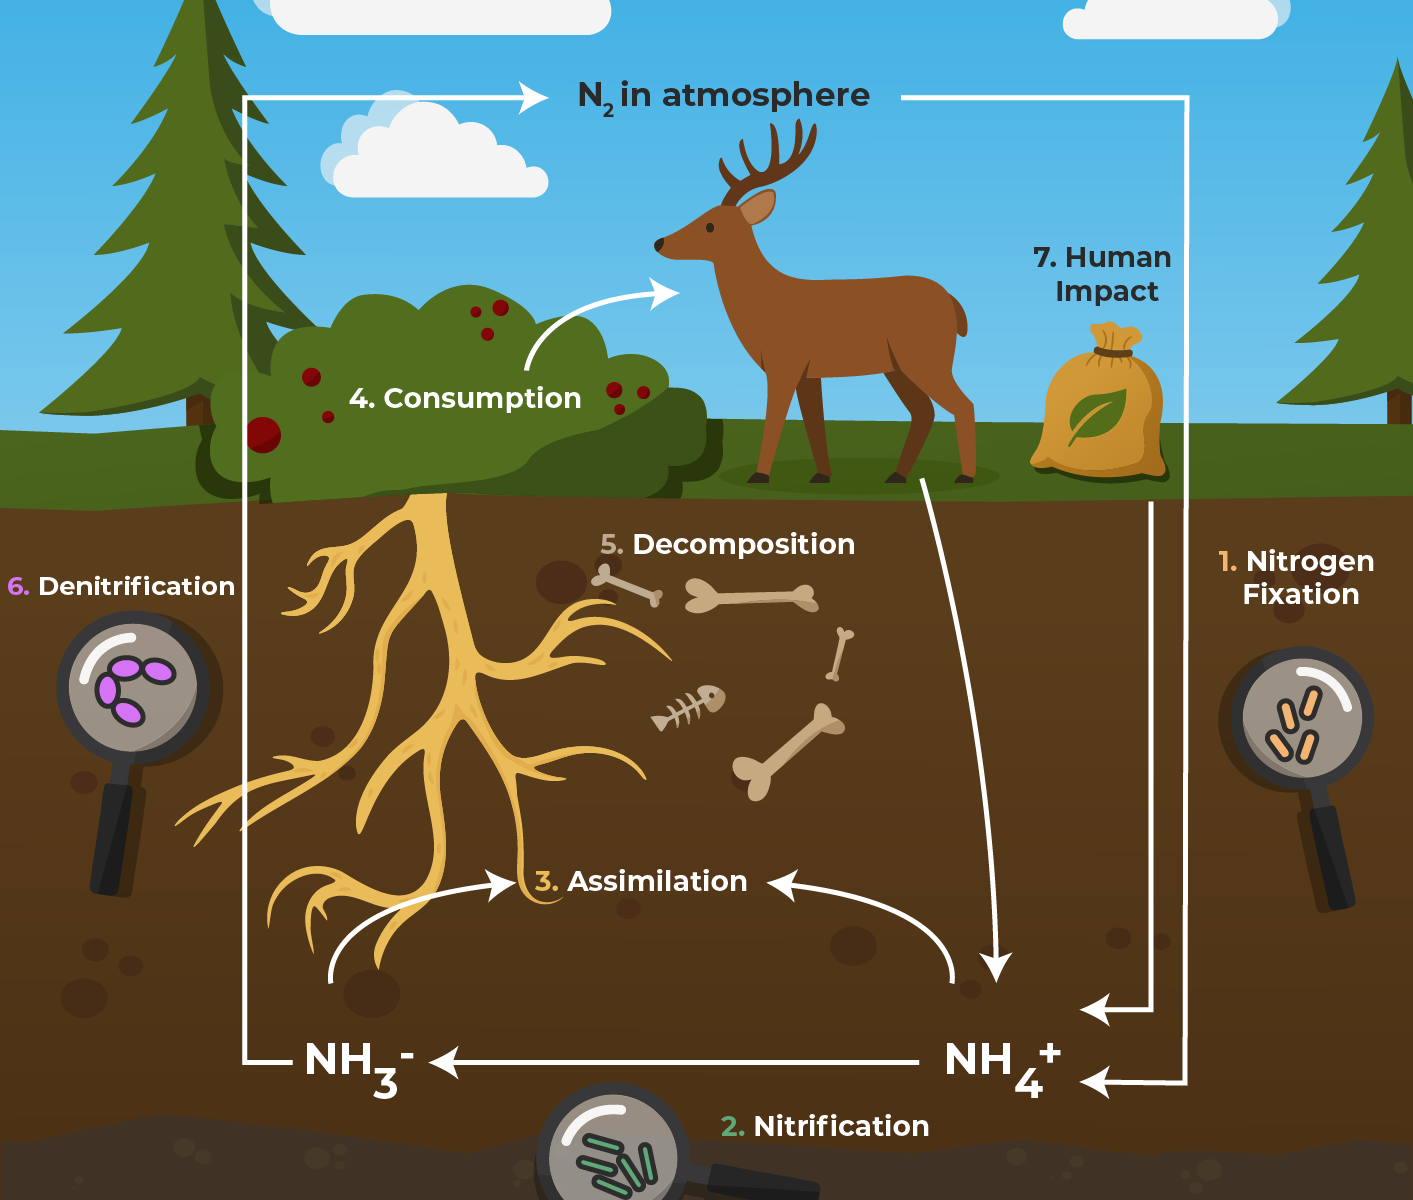 N₂ in atmosphere
7. Human
Impact
4. Consumption
5. Decomposition
1. Nitrogen
Fixation
6. Denitrification
3. Assimilation
NH₃⁻
NH₄⁺
2. Nitrification